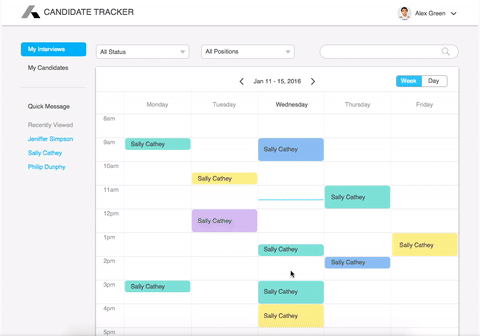 CANDIDATE TRACKER
Alex Green
My Interviews
My Candidates
Quick Message
Recently Viewed
Jeniffer Simpson
Sally Cathey
Philip Dunphy
All Status
All Positions
Jan 11 - 15, 2016
Week
Day
Monday
Tuesday
Wednesday
Thursday
Friday
8am
9am
Sally Cathey
Sally Cathey
10am
Sally Cathey
11am
Sally Cathey
12pm
Sally Cathey
1pm
Sally Cathey
Sally Cathey
2pm
Sally Cathey
3pm
Sally Cathey
Sally Cathey
4pm
Sally Cathey
5pm